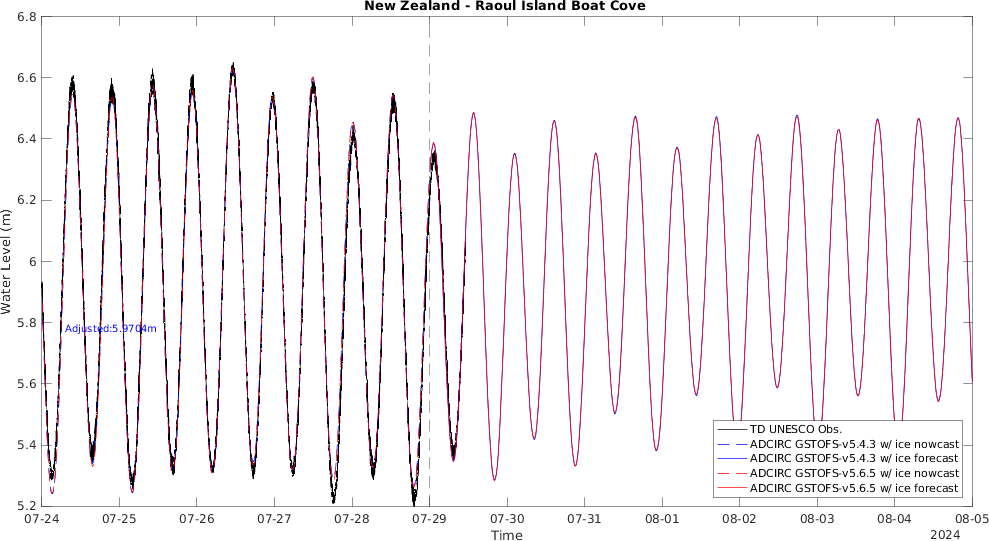 New Zealand - Raoul Island Boat Cove
6.8
6.6
6.4
6.2
6
5.8
5.6
5.4
5.2
Water Level (m)
Adjusted:5.9704m
TD UNESCO Obs.
ADCIRC GSTOFS-v5.4.3 w/ ice nowcast
ADCIRC GSTOFS-v5.4.3 w/ ice forecast
ADCIRC GSTOFS-v5.6.5 w/ ice nowcast
ADCIRC GSTOFS-v5.6.5 w/ ice forecast
07-24 07-25 07-26 07-27 07-28 07-29 07-30 07-31 08-01 08-02 08-03 08-04 08-05
Time
2024